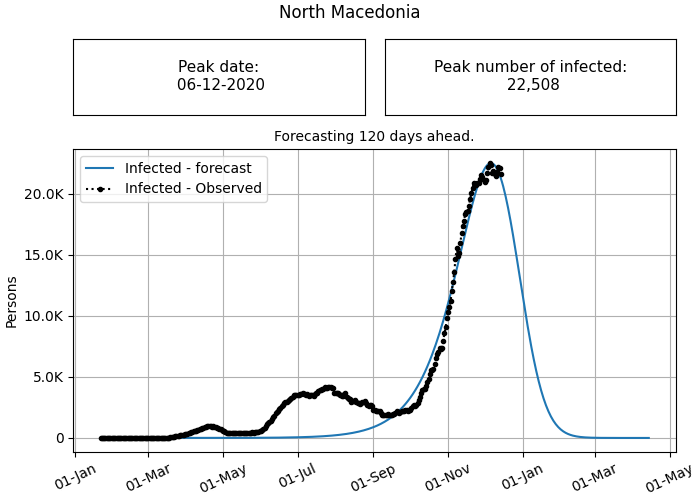 North Macedonia
Peak date:
06-12-2020
Peak number of infected:
22,508
Forecasting 120 days ahead.
Infected - forecast
Infected - Observed
Persons
20.0K
15.0K
10.0K
5.0K
0
01-Jan
01-Mar
01-May
01-Jul
01-Sep
01-Nov
01-Jan
01-Mar
01-May